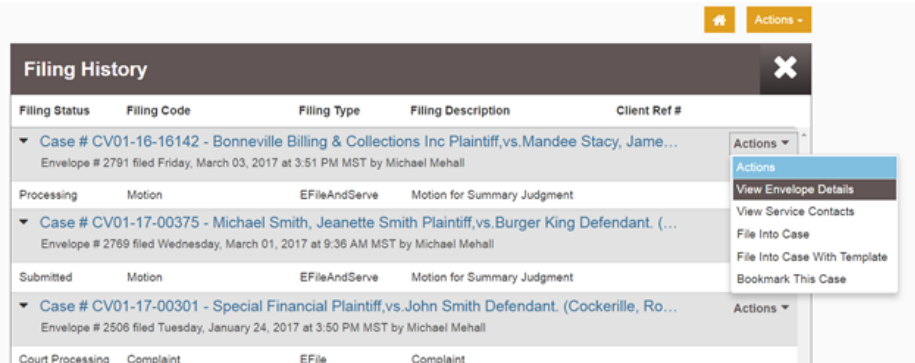 Actions
Filing History
Filing Status Filing Code Filing Type Filing Description Client Ref #
Case # CV01-16-16142 - Bonneville Billing & Collections Inc Plaintiff,vs.Mandee Stacy, Jame... Actions
Envelope # 2791 filed Friday, March 03, 2017 at 3:51 PM MST by Michael Mehall
Actions
View Envelope Details
View Service Contacts
File Into Case
File Into Case With Template
Bookmark This Case
Processing Motion EFileAndServe Motion for Summary Judgment
Case # CV01-17-00375 - Michael Smith, Jeanette Smith Plaintiff,vs.Burger King Defendant. (...
Envelope # 2769 filed Wednesday, March 01, 2017 at 9:36 AM MST by Michael Mehall
Submitted Motion EFileAndServe Motion for Summary Judgment
Case # CV01-17-00301 - Special Financial Plaintiff,vs.John Smith Defendant. (Cockerille, Ro... Actions
Envelope # 2506 filed Tuesday, January 24, 2017 at 3:50 PM MST by Michael Mehall
Court Processing Complaint EFile Complaint